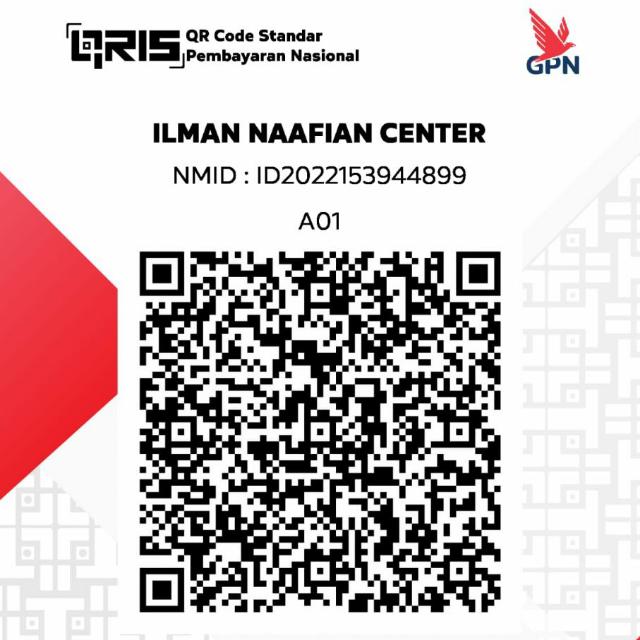 QRIS QR Code Standar
Pembayaran Nasional
GPN
ILMAN NAAFIAN CENTER
NMID : ID2022153944899
A01